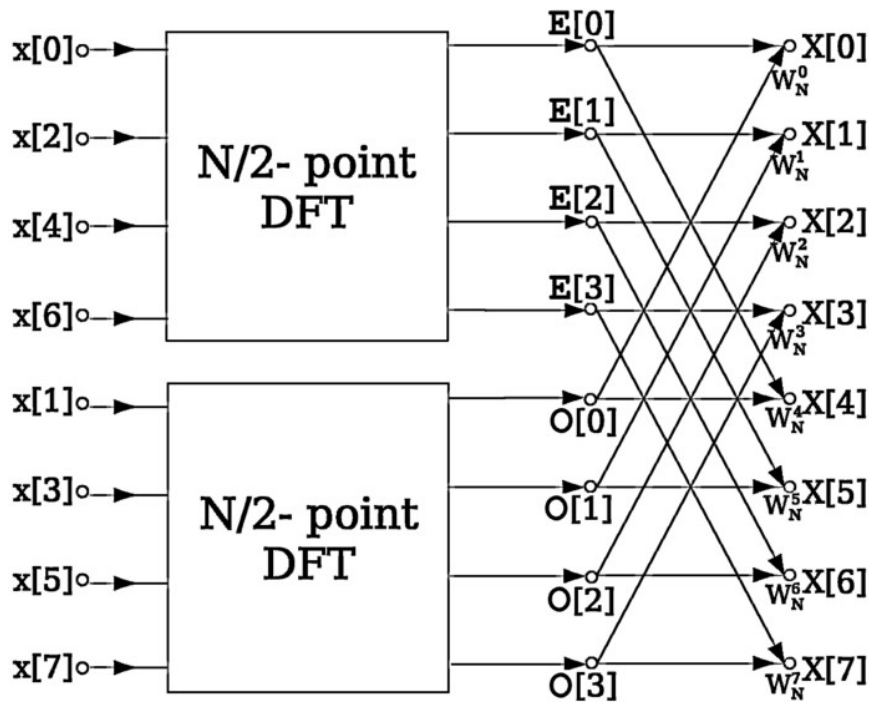 x[0]
x[2]
x[4]
x[6]
N/2- point
DFT
x[1]
x[3]
x[5]
x[7]
N/2- point
DFT
E[0]
E[1]
E[2]
E[3]
O[0]
O[1]
O[2]
O[3]
X[0]
W_N^0
X[1]
W_N^1
X[2]
W_N^2
X[3]
W_N^3
W_N^4 X[4]
W_N^5 X[5]
W_N^6 X[6]
W_N^7 X[7]